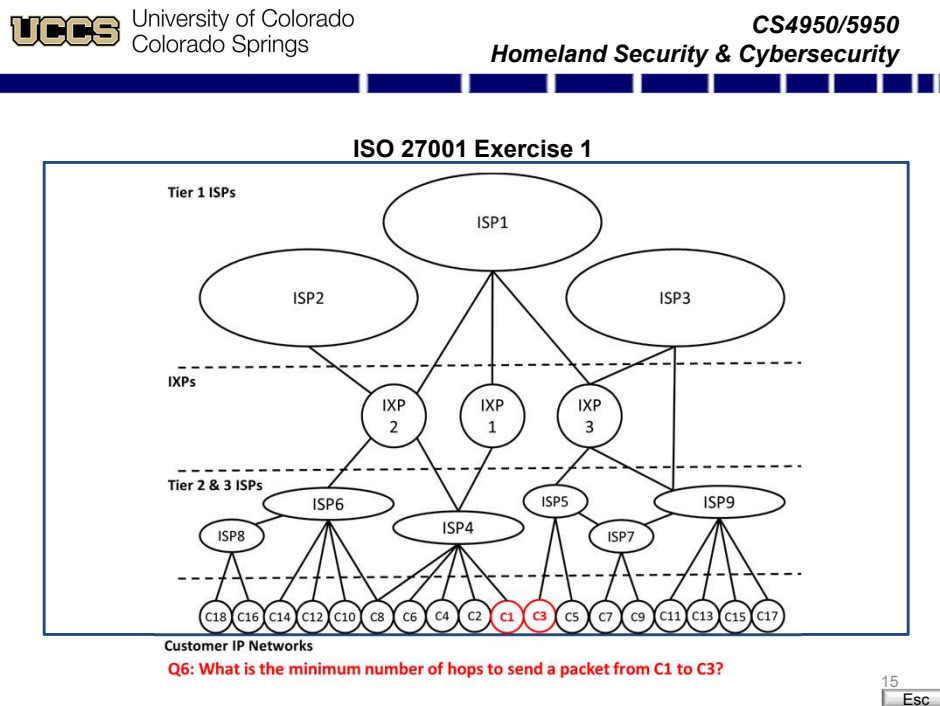 UCCS
University of Colorado
Colorado Springs
CS4950/5950
Homeland Security & Cybersecurity
ISO 27001 Exercise 1
Tier 1 ISPs
ISP1
ISP2
ISP3
IXPs
IXP
2
IXP
1
IXP
3
Tier 2 & 3 ISPs
ISP6
ISP5
ISP9
ISP8
ISP4
ISP7
C18 C16 C14 C12 C10 C8 C6 C4 C2 C1 C3 C5 C7 C9 C11 C13 C15 C17
Customer IP Networks
Q6: What is the minimum number of hops to send a packet from C1 to C3?
15
Esc